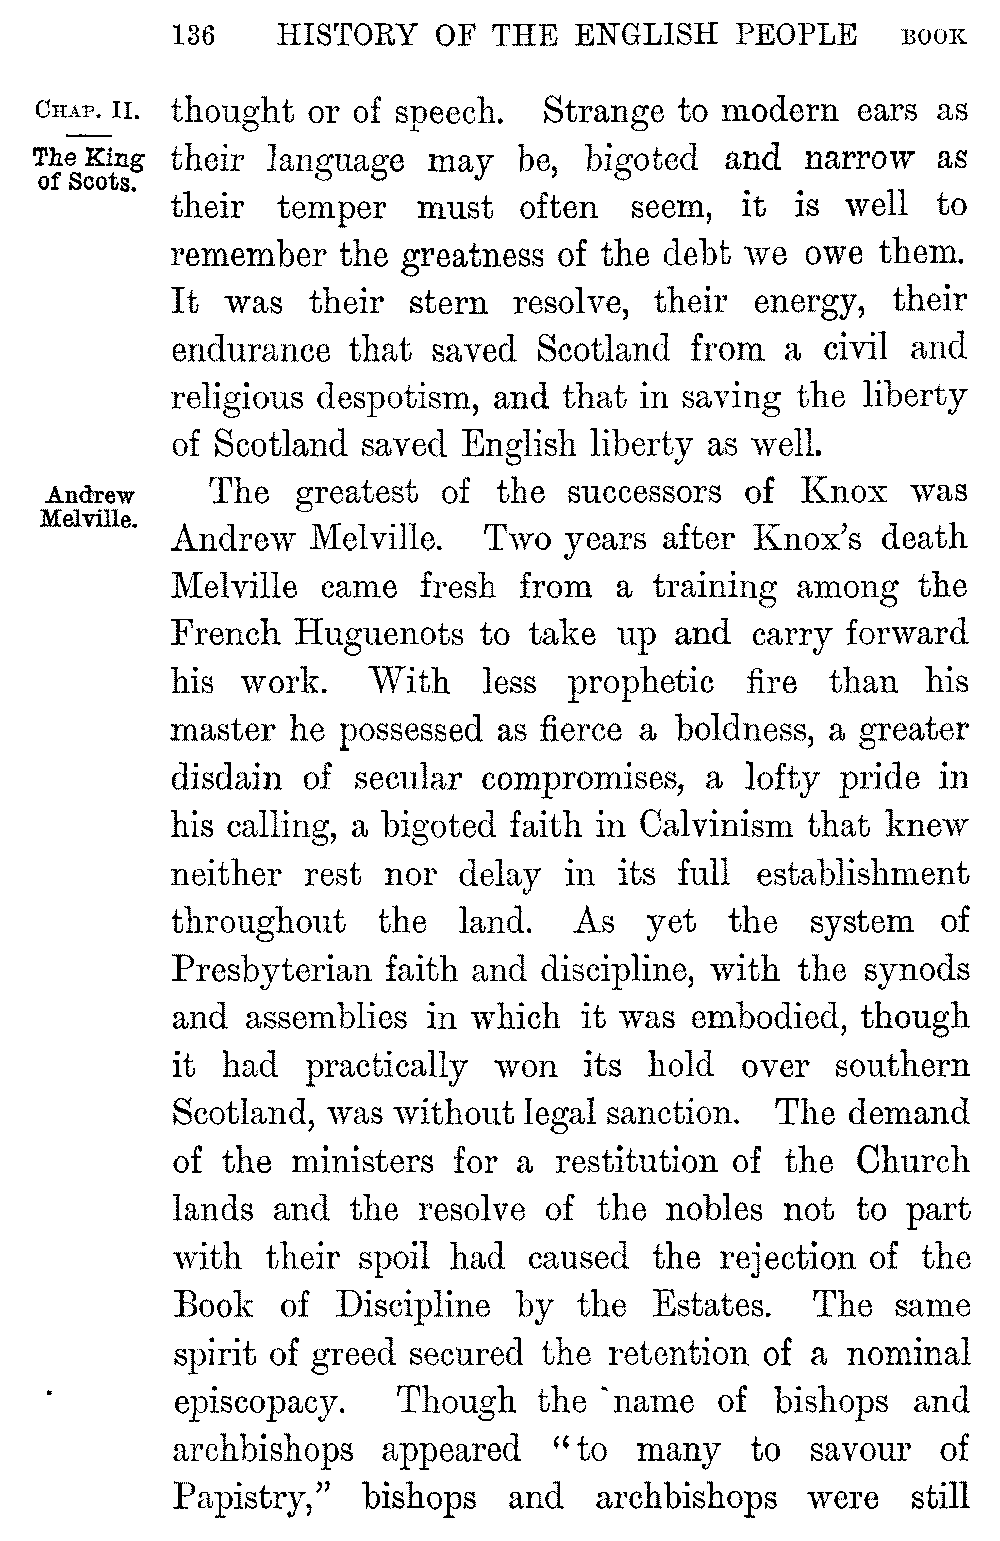 136 HISTORY OF THE ENGLISH PEOPLE BOOK
CHAP. II.
The King
of Scots.
thought or of speech. Strange to modern ears as
their language may be, bigoted and narrow as
their temper must often seem, it is well to
remember the greatness of the debt we owe them.
It was their stern resolve, their energy, their
endurance that saved Scotland from a civil and
religious despotism, and that in saving the liberty
of Scotland saved English liberty as well.
Andrew
Melville.
The greatest of the successors of Knox was
Andrew Melville. Two years after Knox's death
Melville came fresh from a training among the
French Huguenots to take up and carry forward
his work. With less prophetic fire than his
master he possessed as fierce a boldness, a greater
disdain of secular compromises, a lofty pride in
his calling, a bigoted faith in Calvinism that knew
neither rest nor delay in its full establishment
throughout the land. As yet the system of
Presbyterian faith and discipline, with the synods
and assemblies in which it was embodied, though
it had practically won its hold over southern
Scotland, was without legal sanction. The demand
of the ministers for a restitution of the Church
lands and the resolve of the nobles not to part
with their spoil had caused the rejection of the
Book of Discipline by the Estates. The same
spirit of greed secured the retention of a nominal
episcopacy. Though the name of bishops and
archbishops appeared “to many to savour of
Papistry,” bishops and archbishops were still